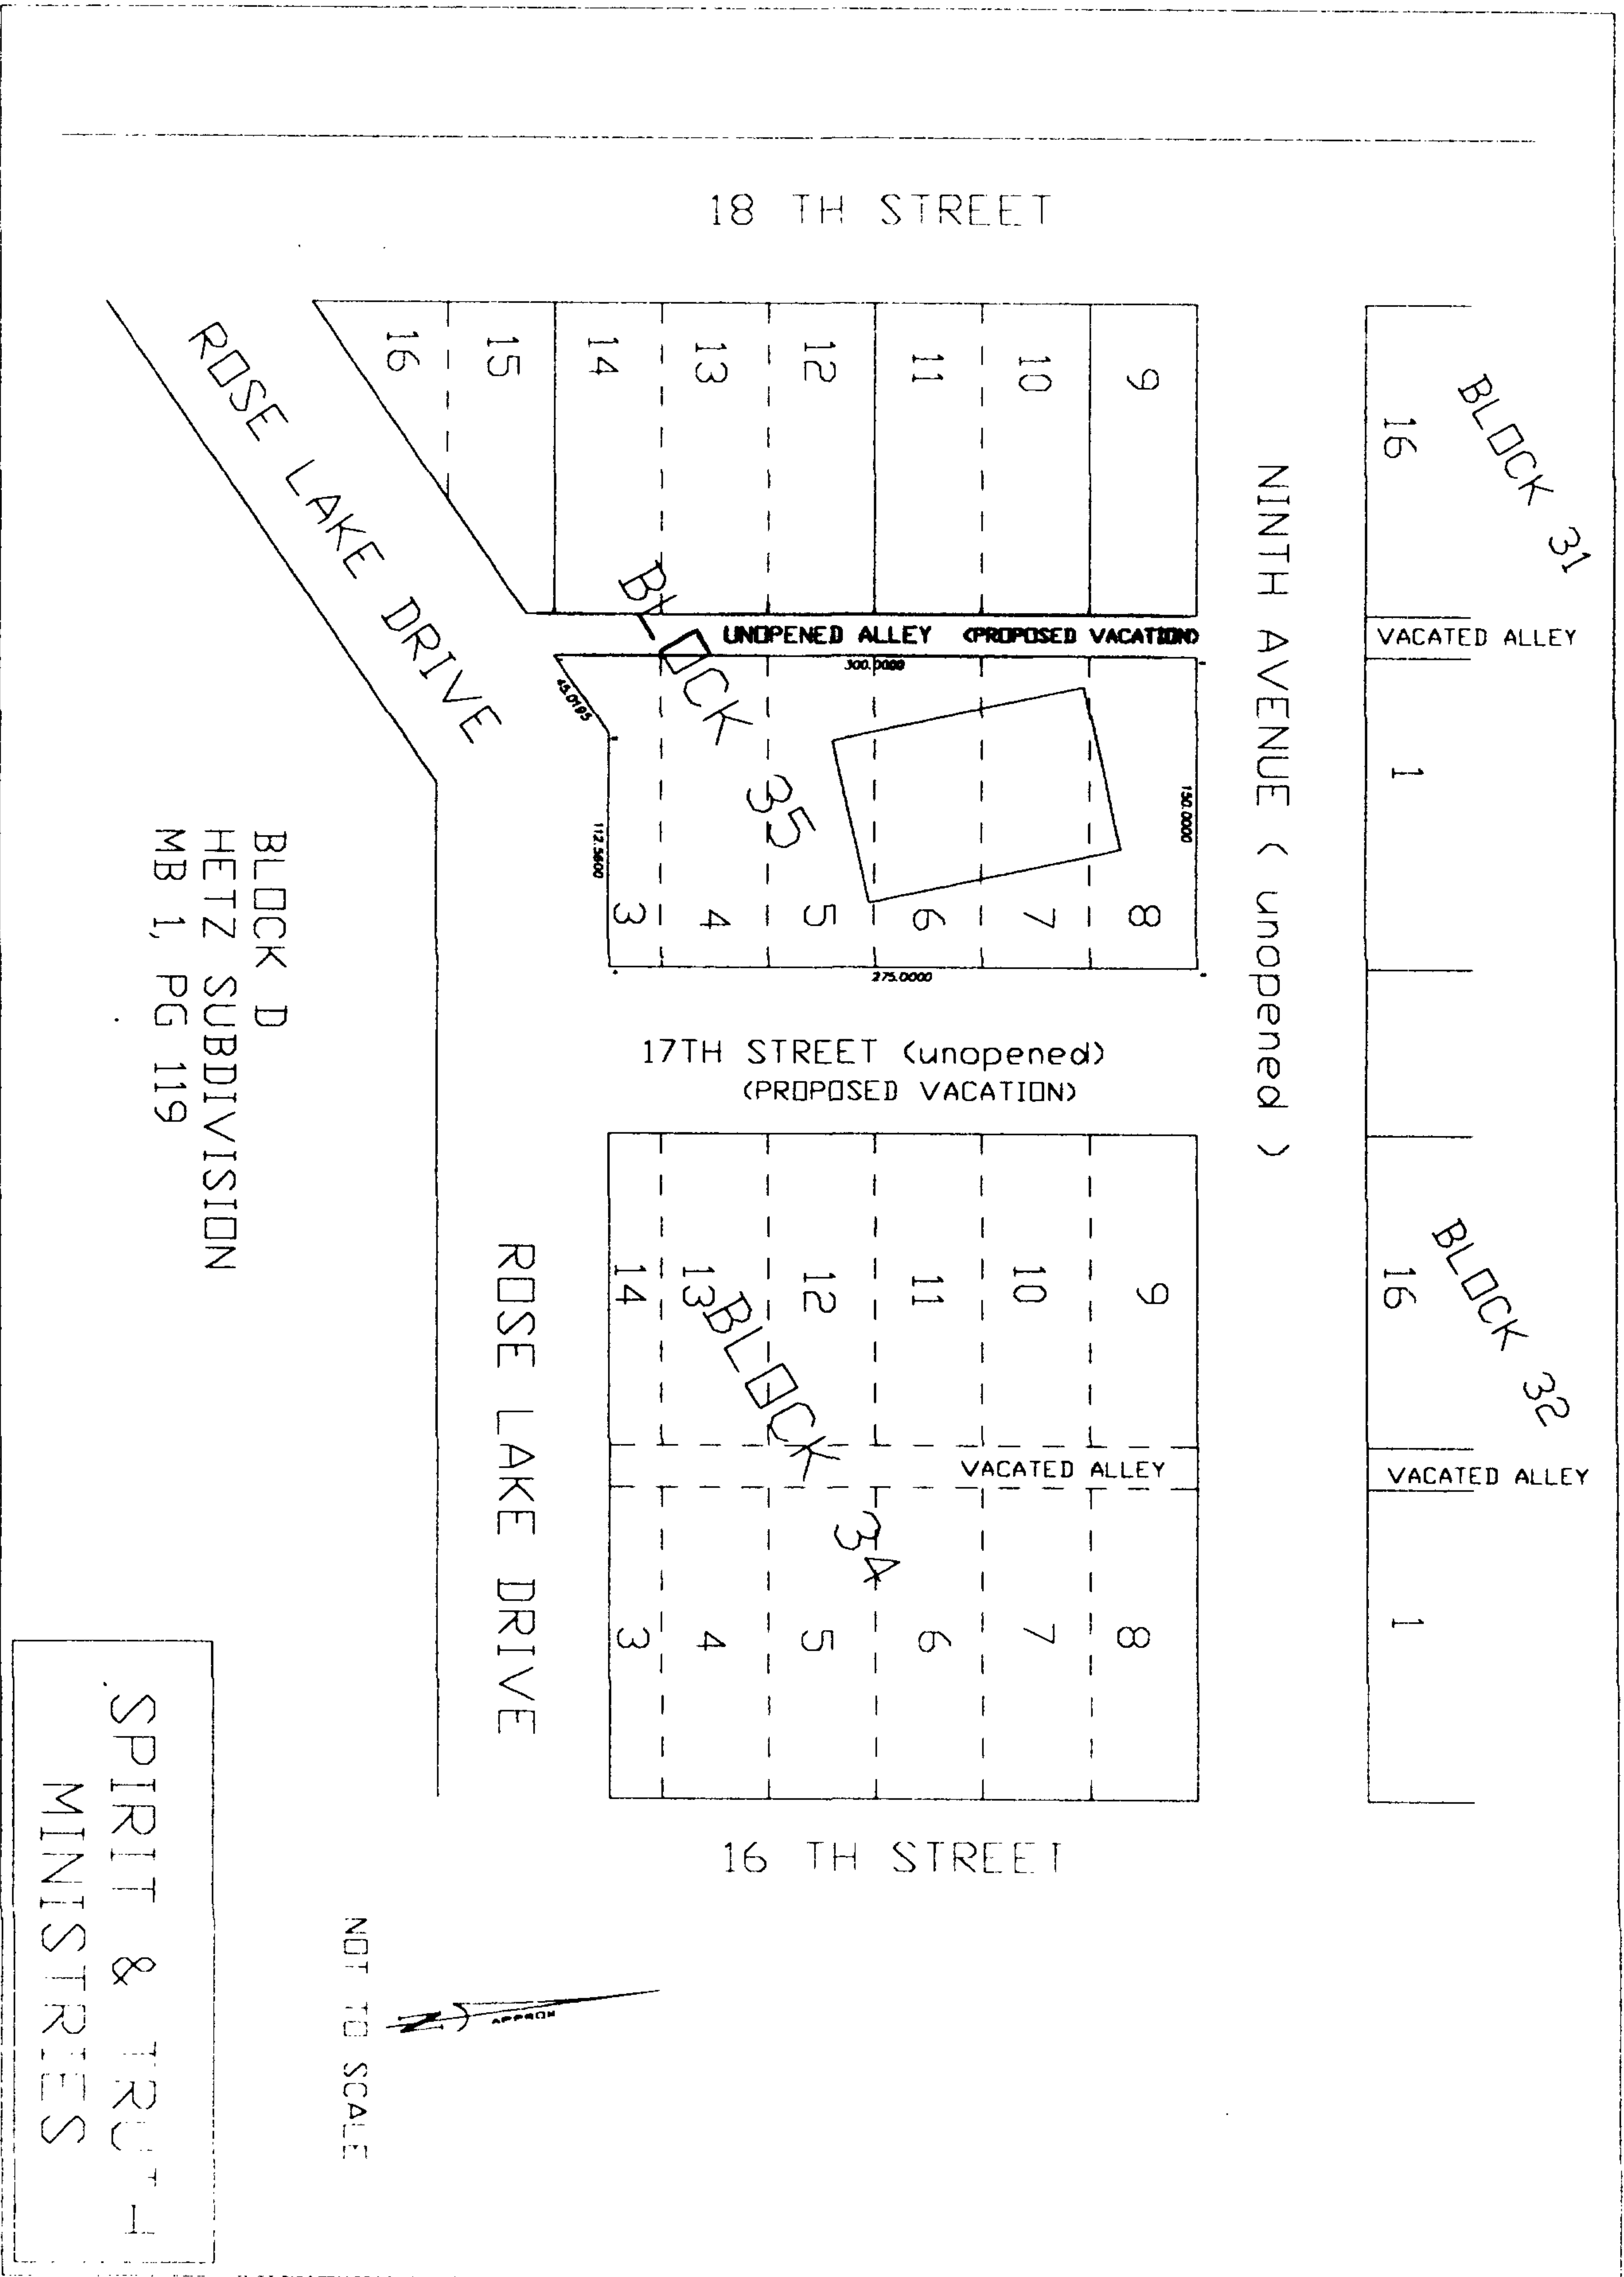 18 TH STREET
BLOCK 31
16
VACATED ALLEY
1
NINTH AVENUE ( unopened )
16
15
14
13
12
11
10
9
ROSE LAKE DRIVE
UNOPENED ALLEY (PROPOSED VACATION)
BLOCK 35
300.0000
45.0195
150.0000
112.5600
3
4
5
6
7
8
275.0000
17TH STREET (unopened)
(PROPOSED VACATION)
BLOCK D
HETZ SUBDIVISION
MB 1, PG 119
BLOCK 32
16
VACATED ALLEY
1
14
13
12
11
10
9
BLOCK 34
VACATED ALLEY
3
4
5
6
7
8
ROSE LAKE DRIVE
16 TH STREET
NOT TO SCALE
N
APPROX
SPIRIT &
MINISTRIES